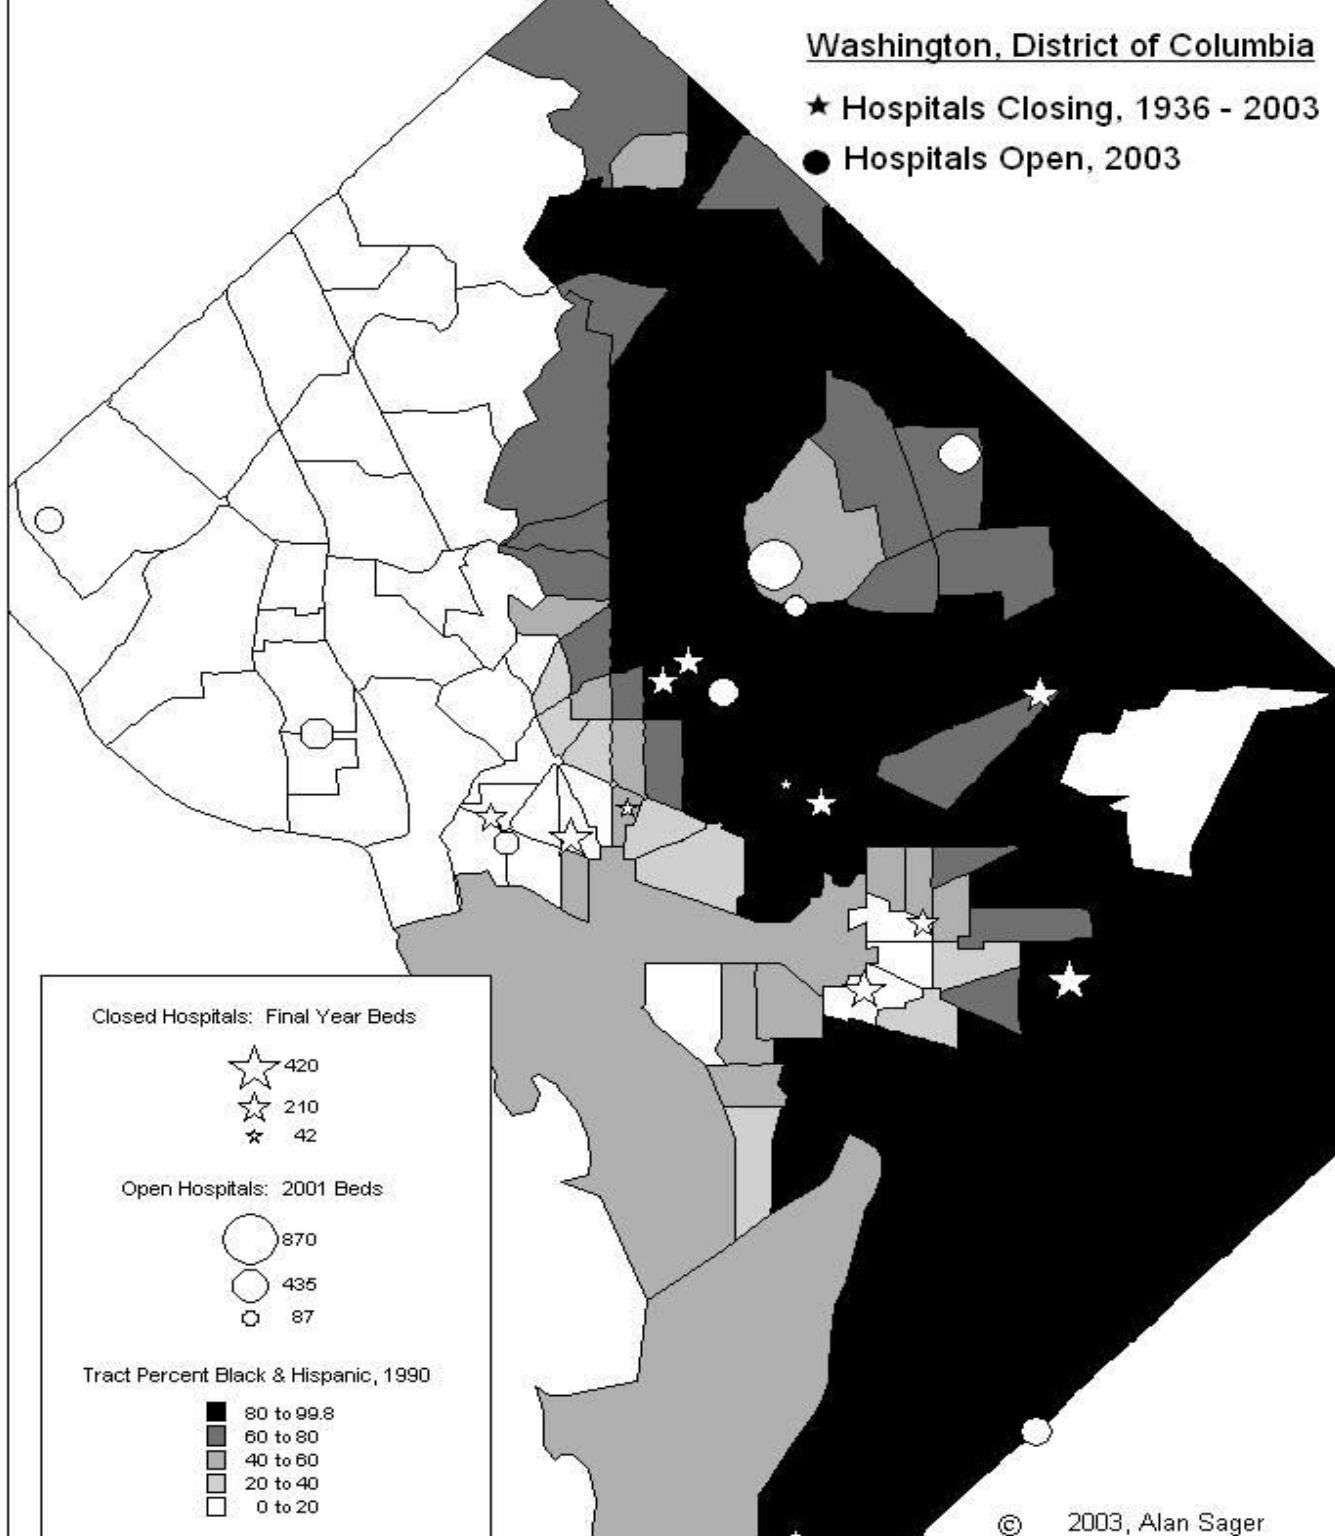 Washington, District of Columbia
Hospitals Closing, 1936 - 2003
Hospitals Open, 2003
Closed Hospitals: Final Year Beds
420
210
42
Open Hospitals: 2001 Beds
870
435
87
Tract Percent Black & Hispanic, 1990
80 to 99.8
60 to 80
40 to 60
20 to 40
0 to 20
© 2003, Alan Sager